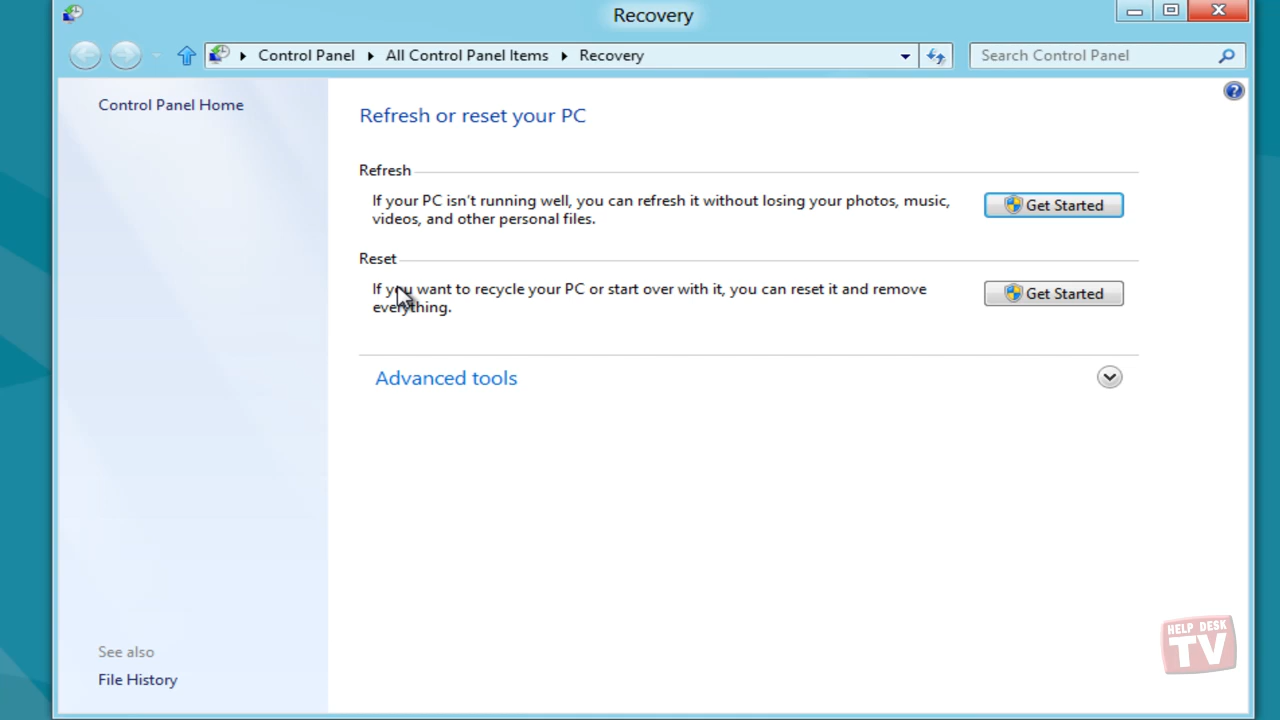 Recovery
Control Panel All Control Panel Items Recovery
Search Control Panel
Control Panel Home
Refresh or reset your PC
Refresh
If your PC isn't running well, you can refresh it without losing your photos, music,
videos, and other personal files.
Get Started
Reset
If you want to recycle your PC or start over with it, you can reset it and remove
everything.
Get Started
Advanced tools
See also
File History
HELP DESK
TV